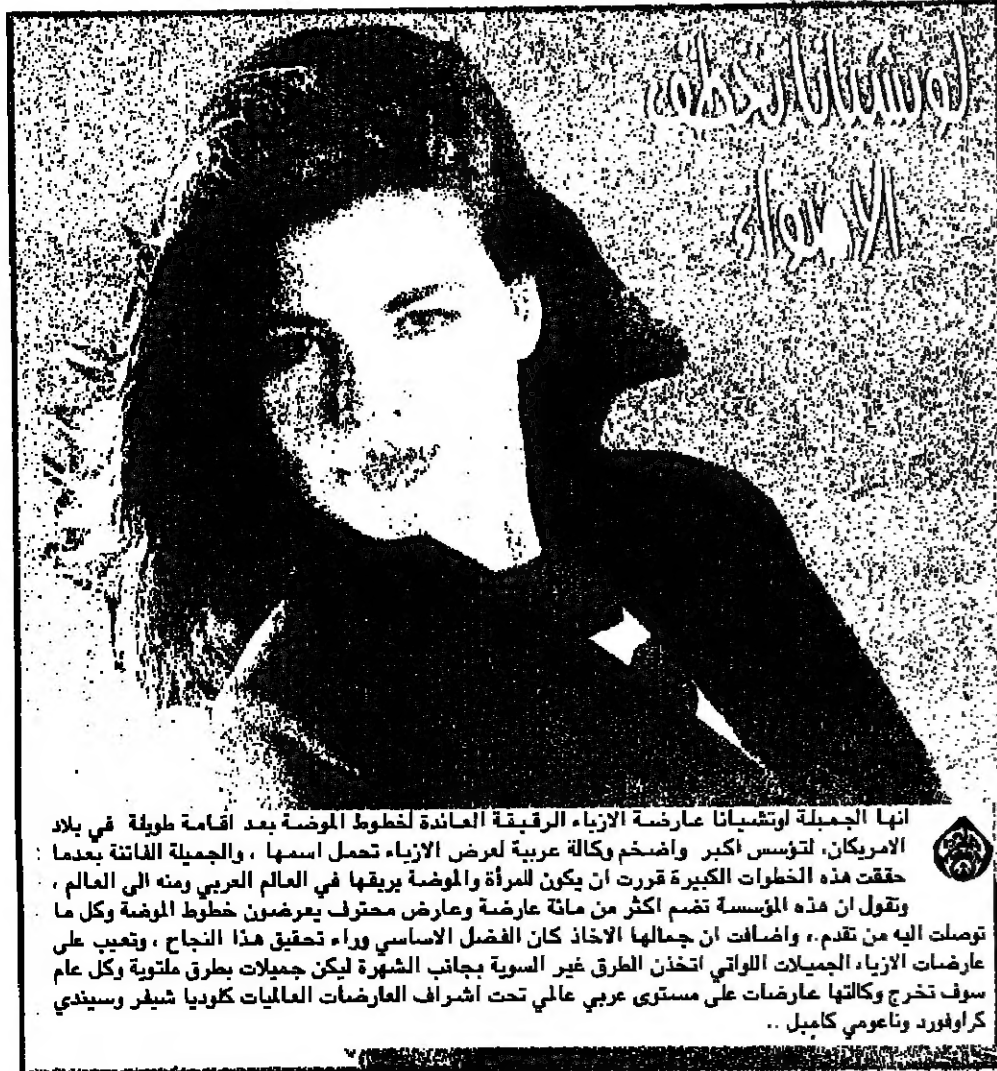 لوشيانا تخطف
الاضواء
انها الجميلة لوتشيانا عارضة الازياء الرقيقة العائدة لخطوط الموضة بعد اقامة طويلة في بلاد
الامريكان، لتؤسس اكبر واضخم وكالة عربية لعرض الازياء تحمل اسمها ، والجميلة الفاتنة بعدما
حققت هذه الخطوات الكبيرة قررت ان يكون للمرأة والموضة بريقها في العالم العربي ومنه الى العالم ،
وتقول ان هذه المؤسسة تضم اكثر من مائة عارضة وعارض محترف يعرضون خطوط الموضة وكل ما
توصلت اليه من تقدم.، واضافت ان جمالها الاخاذ كان الفضل الاساسي وراء تحقيق هذا النجاح ، وتعيب على
عارضات الازياء الجميلات اللواتي اتخذن الطرق غير السوية بجانب الشهرة ليكن جميلات بطرق ملتوية وكل عام
سوف تخرج وكالتها عارضات على مستوى عربي عالمي تحت اشراف العارضات العالميات كلوديا شيفر وسيندي
كراوفورد وناعومي كامبل ..